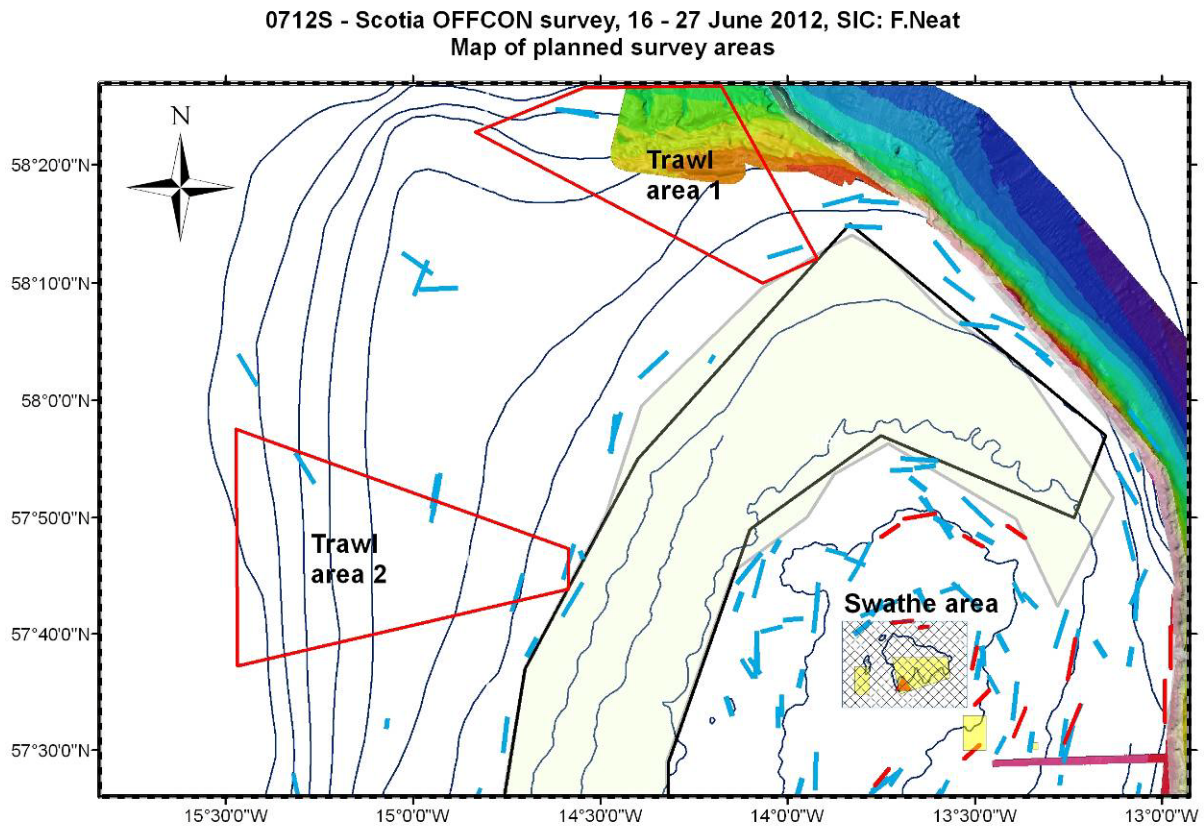 0712S - Scotia OFFCON survey, 16 - 27 June 2012, SIC: F.Neat
Map of planned survey areas
N
58°20'0"N
58°10'0"N
58°0'0"N
57°50'0"N
57°40'0"N
57°30'0"N
Trawl
area 1
Trawl
area 2
Swathe area
15°30'0"W
15°0'0"W
14°30'0"W
14°0'0"W
13°30'0"W
13°0'0"W